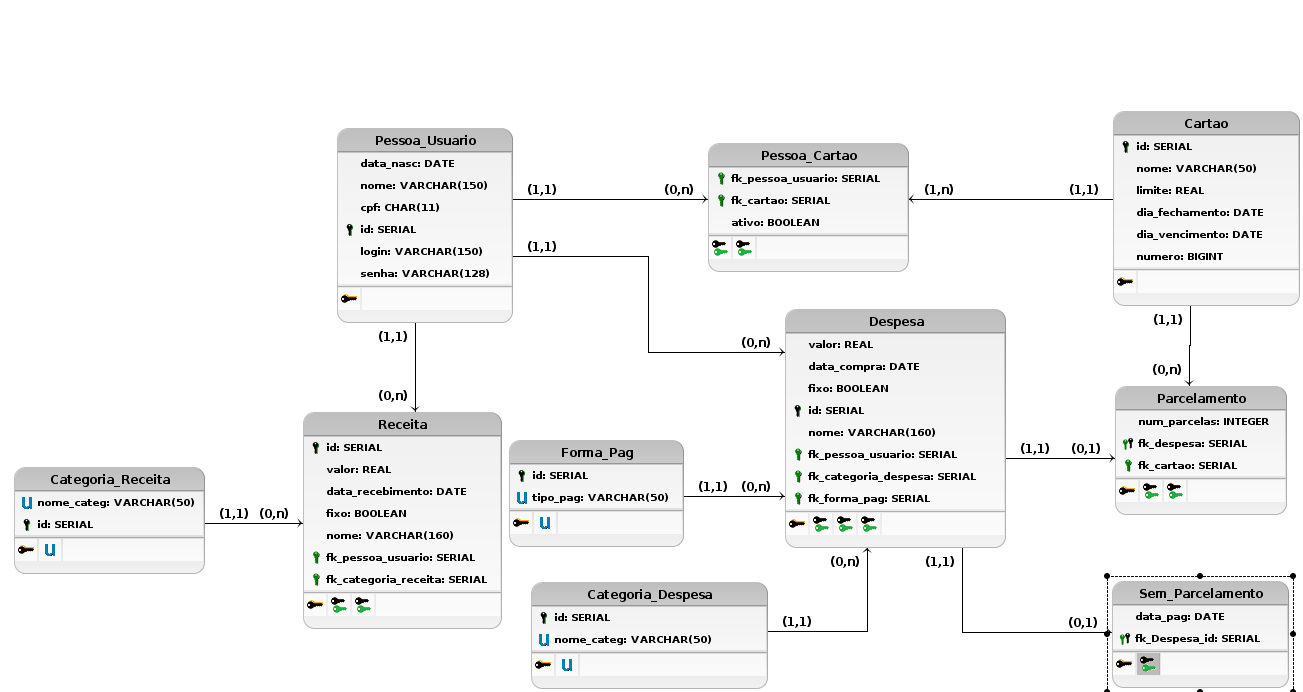 Pessoa_Usuario
data_nasc: DATE
nome: VARCHAR(150)
cpf: CHAR(11)
id: SERIAL
login: VARCHAR(150)
senha: VARCHAR(128)
(1,1)
(0,n)
(1,1)
(0,n)
(1,1)
(0,n)
Pessoa_Cartao
fk_pessoa_usuario: SERIAL
fk_cartao: SERIAL
ativo: BOOLEAN
(1,n)
(1,1)
Cartao
id: SERIAL
nome: VARCHAR(50)
limite: REAL
dia_fechamento: DATE
dia_vencimento: DATE
numero: BIGINT
(1,1)
(0,n)
Categoria_Receita
U nome_categ: VARCHAR(50)
id: SERIAL
U
(1,1)
(0,n)
Receita
id: SERIAL
valor: REAL
data_recebimento: DATE
fixo: BOOLEAN
nome: VARCHAR(160)
fk_pessoa_usuario: SERIAL
fk_categoria_receita: SERIAL
Forma_Pag
id: SERIAL
U tipo_pag: VARCHAR(50)
U
(1,1)
(0,n)
Despesa
valor: REAL
data_compra: DATE
fixo: BOOLEAN
id: SERIAL
nome: VARCHAR(160)
fk_pessoa_usuario: SERIAL
fk_categoria_despesa: SERIAL
fk_forma_pag: SERIAL
(1,1)
(0,1)
Parcelamento
num_parcelas: INTEGER
fk_despesa: SERIAL
fk_cartao: SERIAL
Categoria_Despesa
id: SERIAL
U nome_categ: VARCHAR(50)
U
(1,1)
(0,n)
(1,1)
(0,1)
Sem_Parcelamento
data_pag: DATE
fk_Despesa_id: SERIAL